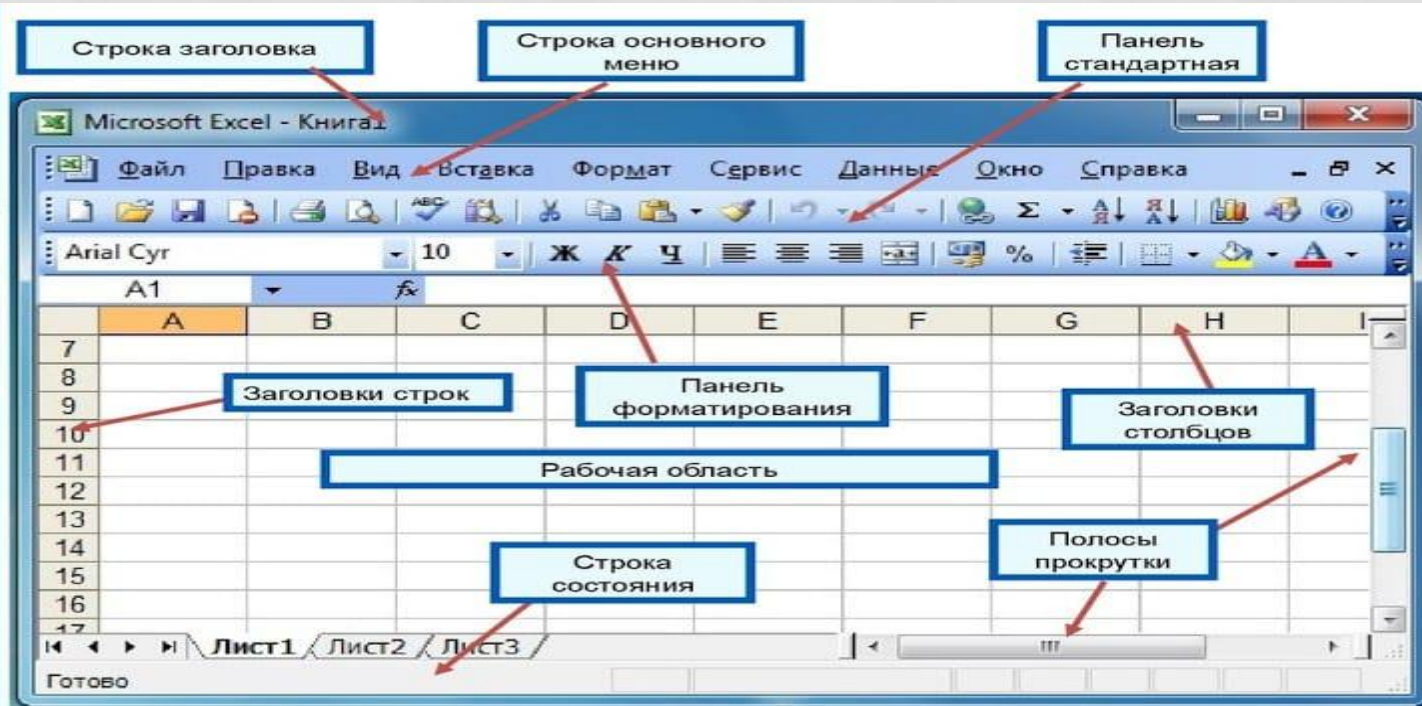 Строка заголовка
Строка основного
меню
Панель
стандартная
Microsoft Excel - Книга1
Файл Правка Вид Вставка Формат Сервис Данные Окно Справка
ABC Σ А Я Я А
Arial Cyr 10 Ж К Ч % А
A1 fx
A B C D E F G H I
7
8
9
10
11
12
13
14
15
16
17
Заголовки строк
Панель
форматирования
Заголовки
столбцов
Рабочая область
Строка
состояния
Полосы
прокрутки
Лист1 Лист2 Лист3
Готово